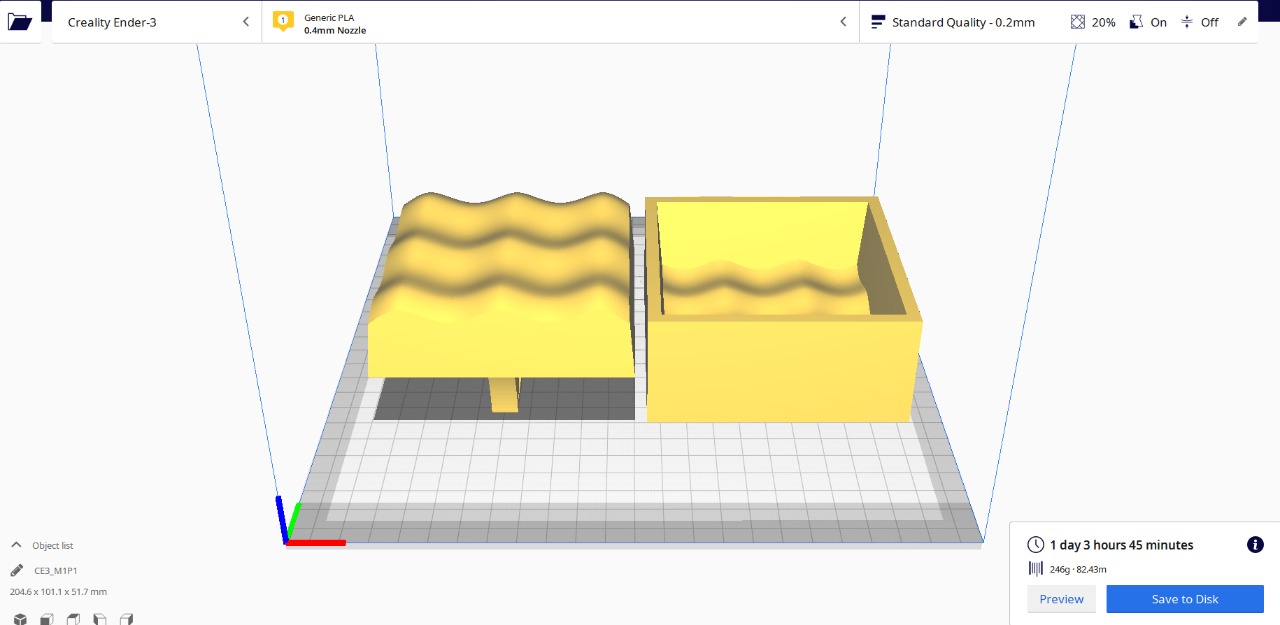 Creality Ender-3
1
Generic PLA
0.4mm Nozzle
Standard Quality - 0.2mm
20%
On
Off
Object list
CE3_M1P1
204.6 x 101.1 x 51.7 mm
1 day 3 hours 45 minutes
246g · 82.43m
Preview
Save to Disk